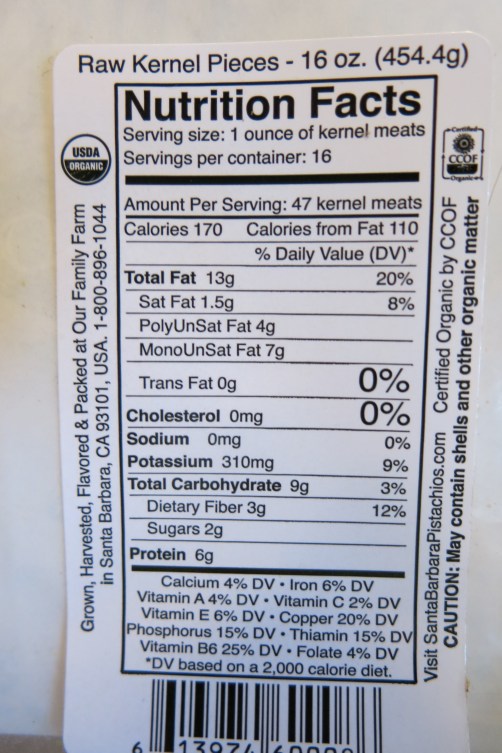 Raw Kernel Pieces - 16 oz. (454.4g)
Nutrition Facts
Serving size: 1 ounce of kernel meats
Servings per container: 16
Amount Per Serving: 47 kernel meats
Calories 170 Calories from Fat 110
% Daily Value (DV)*
Total Fat 13g 20%
Sat Fat 1.5g 8%
PolyUnSat Fat 4g
MonoUnSat Fat 7g
Trans Fat 0g 0%
Cholesterol 0mg 0%
Sodium 0mg 0%
Potassium 310mg 9%
Total Carbohydrate 9g 3%
Dietary Fiber 3g 12%
Sugars 2g
Protein 6g
Calcium 4% DV • Iron 6% DV
Vitamin A 4% DV • Vitamin C 2% DV
Vitamin E 6% DV • Copper 20% DV
Phosphorus 15% DV • Thiamin 15% DV
Vitamin B6 25% DV • Folate 4% DV
*DV based on a 2,000 calorie diet.
USDA
ORGANIC
Grown, Harvested, Flavored & Packed at Our Family Farm
in Santa Barbara, CA 93101, USA. 1-800-896-1044
Certified
CCOF
Organic
Visit SantaBarbaraPistachios.com Certified Organic by CCOF
CAUTION: May contain shells and other organic matter